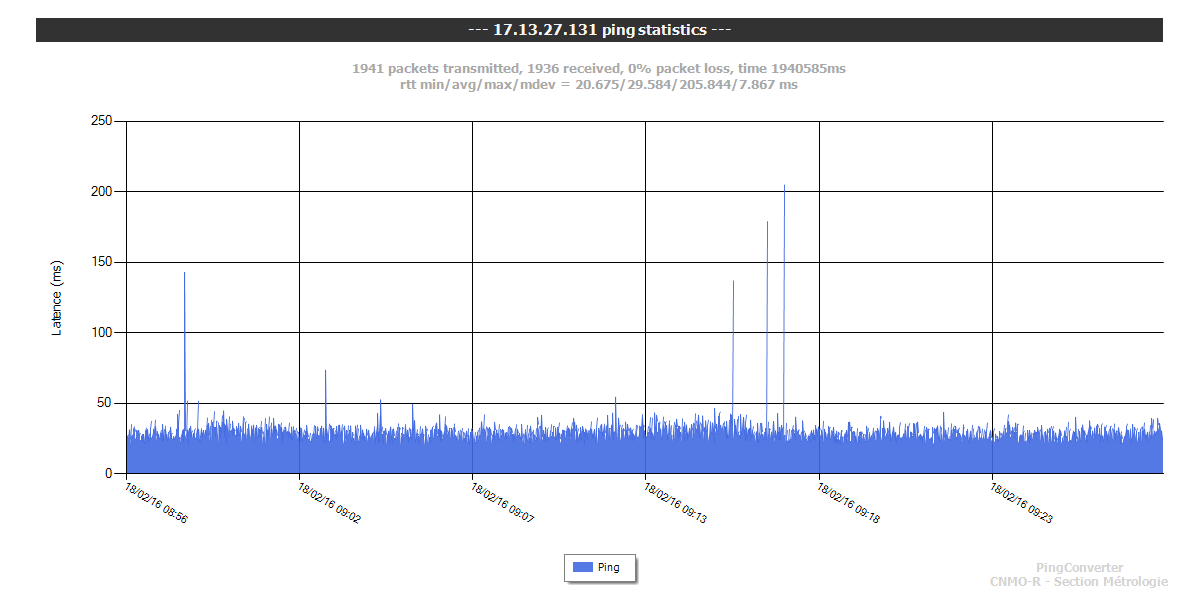 --- 17.13.27.131 ping statistics ---
1941 packets transmitted, 1936 received, 0% packet loss, time 1940585ms
rtt min/avg/max/mdev = 20.675/29.584/205.844/7.867 ms
250
200
150
100
50
0
Latence (ms)
18/02/16 08:56
18/02/16 09:02
18/02/16 09:07
18/02/16 09:13
18/02/16 09:18
18/02/16 09:23
Ping
PingConverter
CNMO-R - Section Métrologie